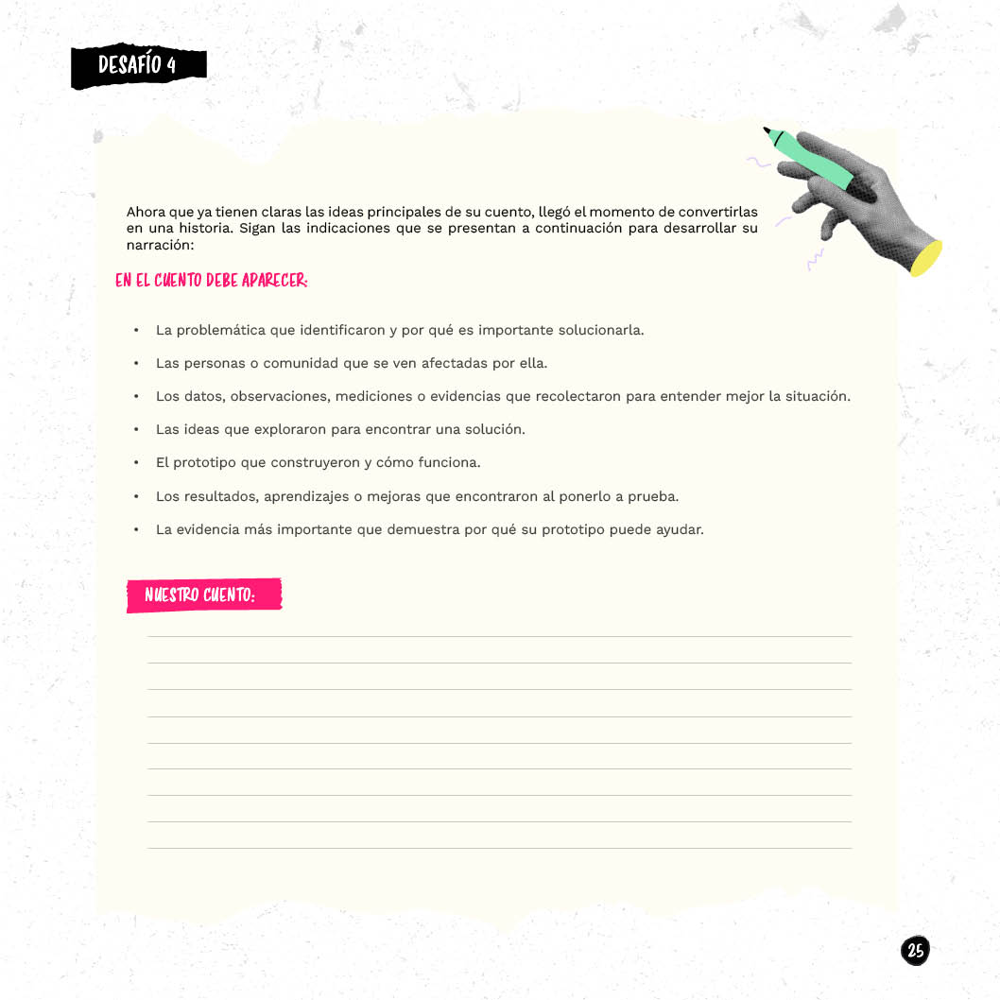 DESAFÍO 4
Ahora que ya tienen claras las ideas principales de su cuento, llegó el momento de convertirlas
en una historia. Sigan las indicaciones que se presentan a continuación para desarrollar su
narración:
EN EL CUENTO DEBE APARECER:
• La problemática que identificaron y por qué es importante solucionarla.
• Las personas o comunidad que se ven afectadas por ella.
• Los datos, observaciones, mediciones o evidencias que recolectaron para entender mejor la situación.
• Las ideas que exploraron para encontrar una solución.
• El prototipo que construyeron y cómo funciona.
• Los resultados, aprendizajes o mejoras que encontraron al ponerlo a prueba.
• La evidencia más importante que demuestra por qué su prototipo puede ayudar.
NUESTRO CUENTO:
25